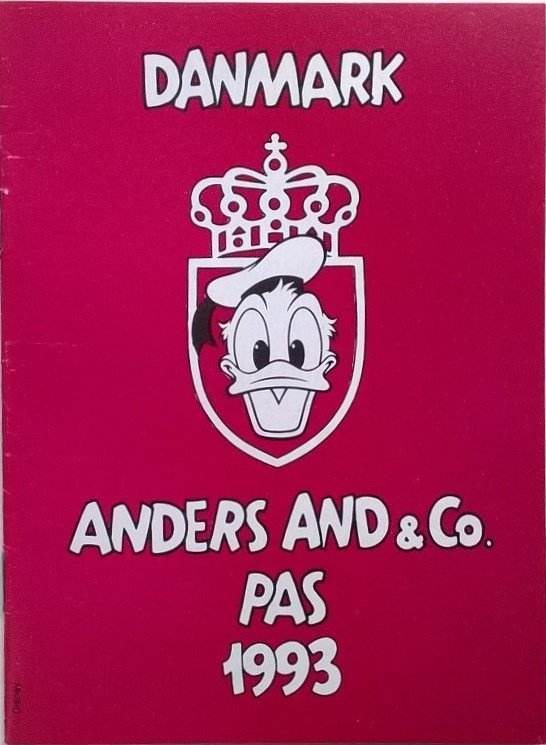 DANMARK
ANDERS AND & Co.
PAS
1993